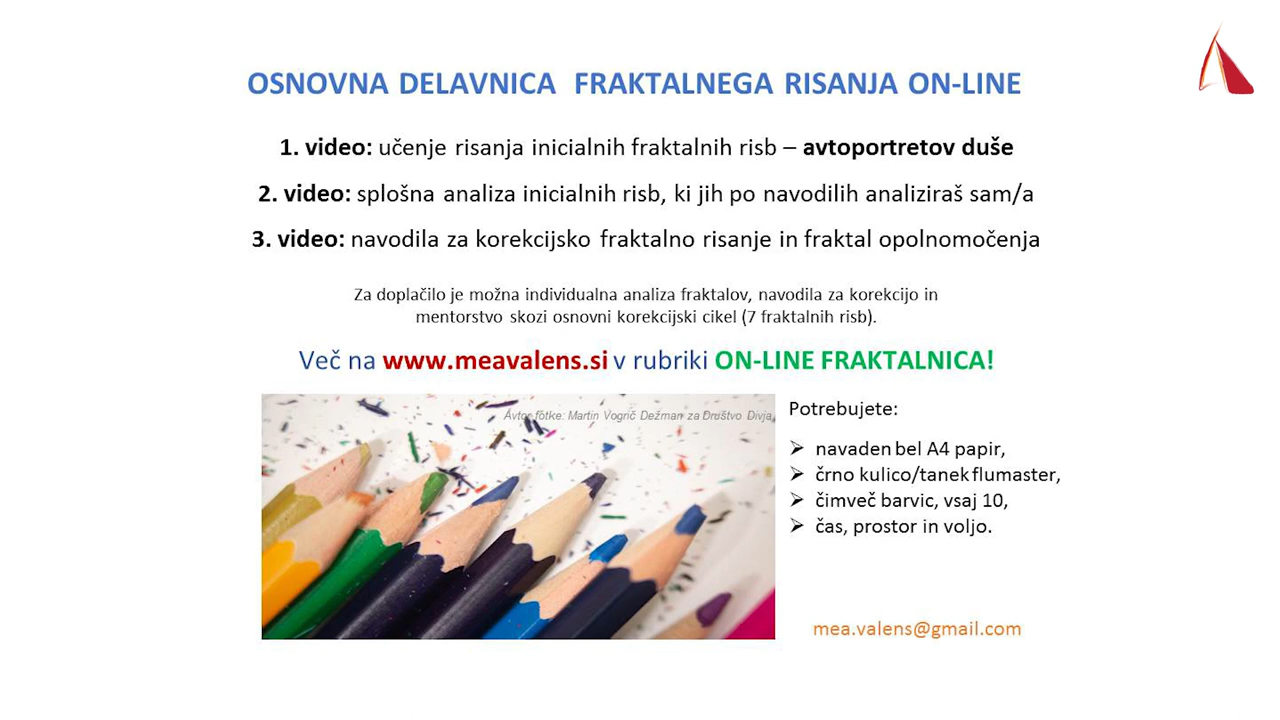 OSNOVNA DELAVNICA FRAKTALNEGA RISANJA ON-LINE
1. video: učenje risanja inicialnih fraktalnih risb – avtoportretov duše
2. video: splošna analiza inicialnih risb, ki jih po navodilih analiziraš sam/a
3. video: navodila za korekcijsko fraktalno risanje in fraktal opolnomočenja
Za doplačilo je možna individualna analiza fraktalov, navodila za korekcijo in
mentorstvo skozi osnovni korekcijski cikel (7 fraktalnih risb).
Več na www.meavalens.si v rubriki ON-LINE FRAKTALNICA!
Avtor fotke: Martin Vogrič Dežman za Društvo Divja
Potrebujete:
➢ navaden bel A4 papir,
➢ črno kulico/tanek flumaster,
➢ čimveč barvic, vsaj 10,
➢ čas, prostor in voljo.
mea.valens@gmail.com